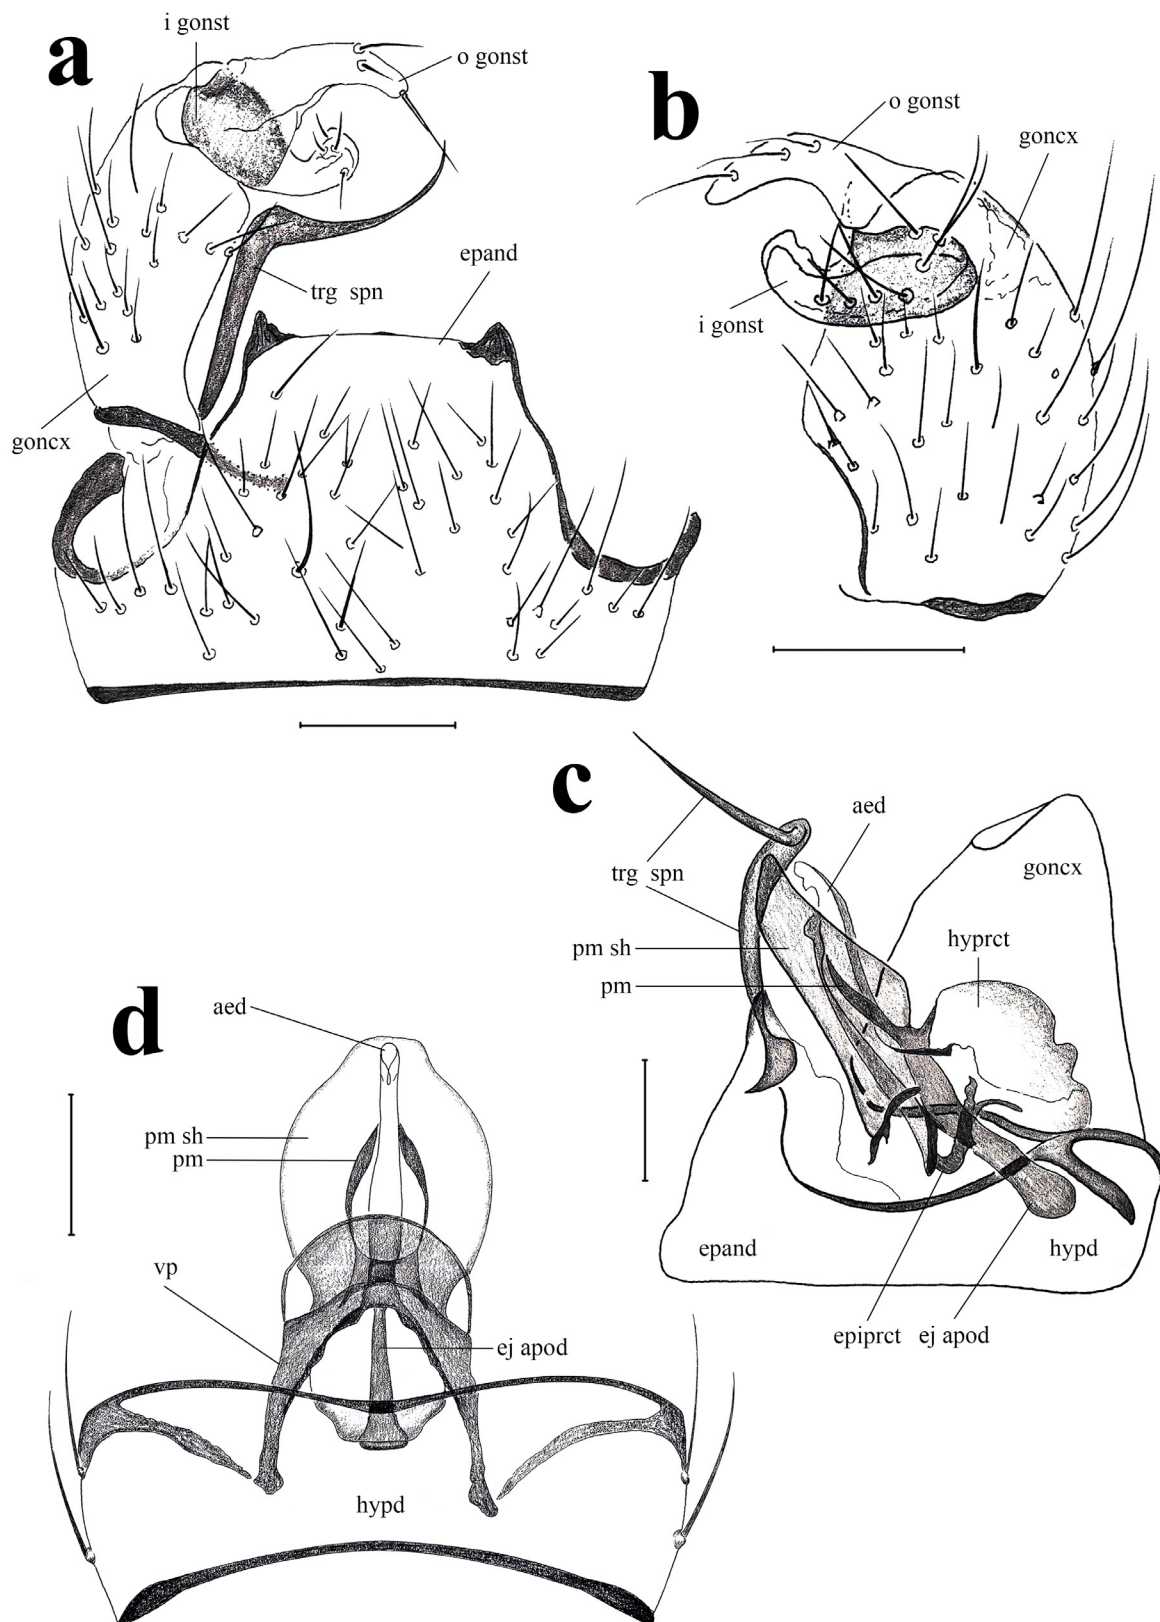 a
i gonst
o gonst
trg spn
epand
goncx
b
o gonst
goncx
i gonst
c
aed
trg spn
goncx
pm sh
hyprct
pm
epand
hypd
epiprct
ej apod
d
aed
pm sh
pm
vp
ej apod
hypd